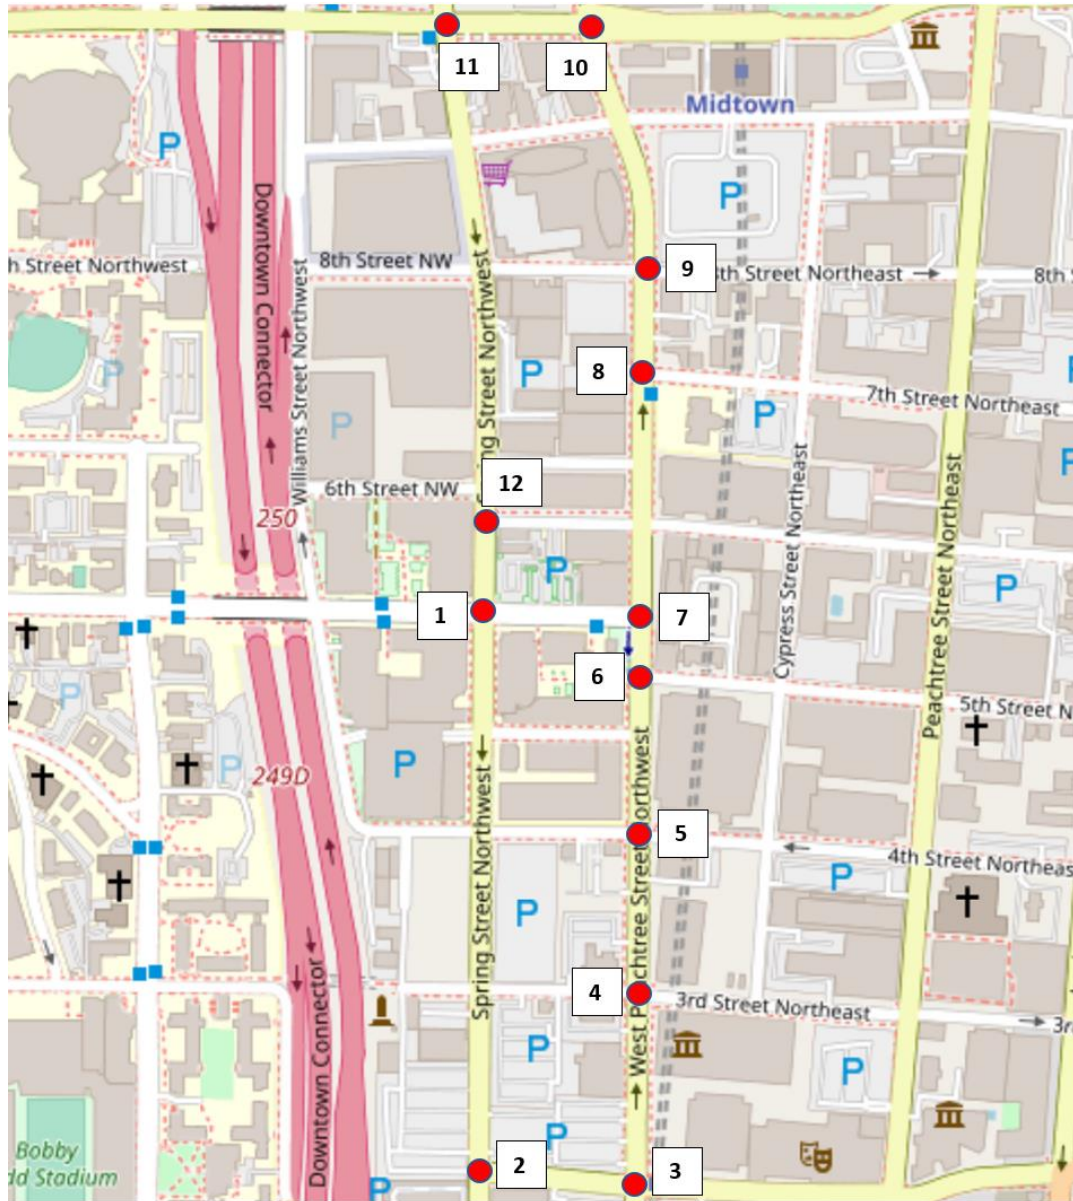 11
10
Midtown
P
P
Downtown Connector
8th Street NW
h Street Northwest
9
th Street Northeast
8th
Williams Street Northwest
ng Street Northwest
8
P
P
7th Street Northeast
P
P
P
12
6th Street NW
250
Cypress Street Northeast
Peachtree Street Northeast
P
P
1
7
6
P
5th Street N
249D
P
P
Spring Street Northwest
West Peachtree Street Northwest
5
4th Street Northeast
P
P
4
3rd Street Northeast
3r
Downtown Connector
P
P
P
Bobby
dd Stadium
P
2
3